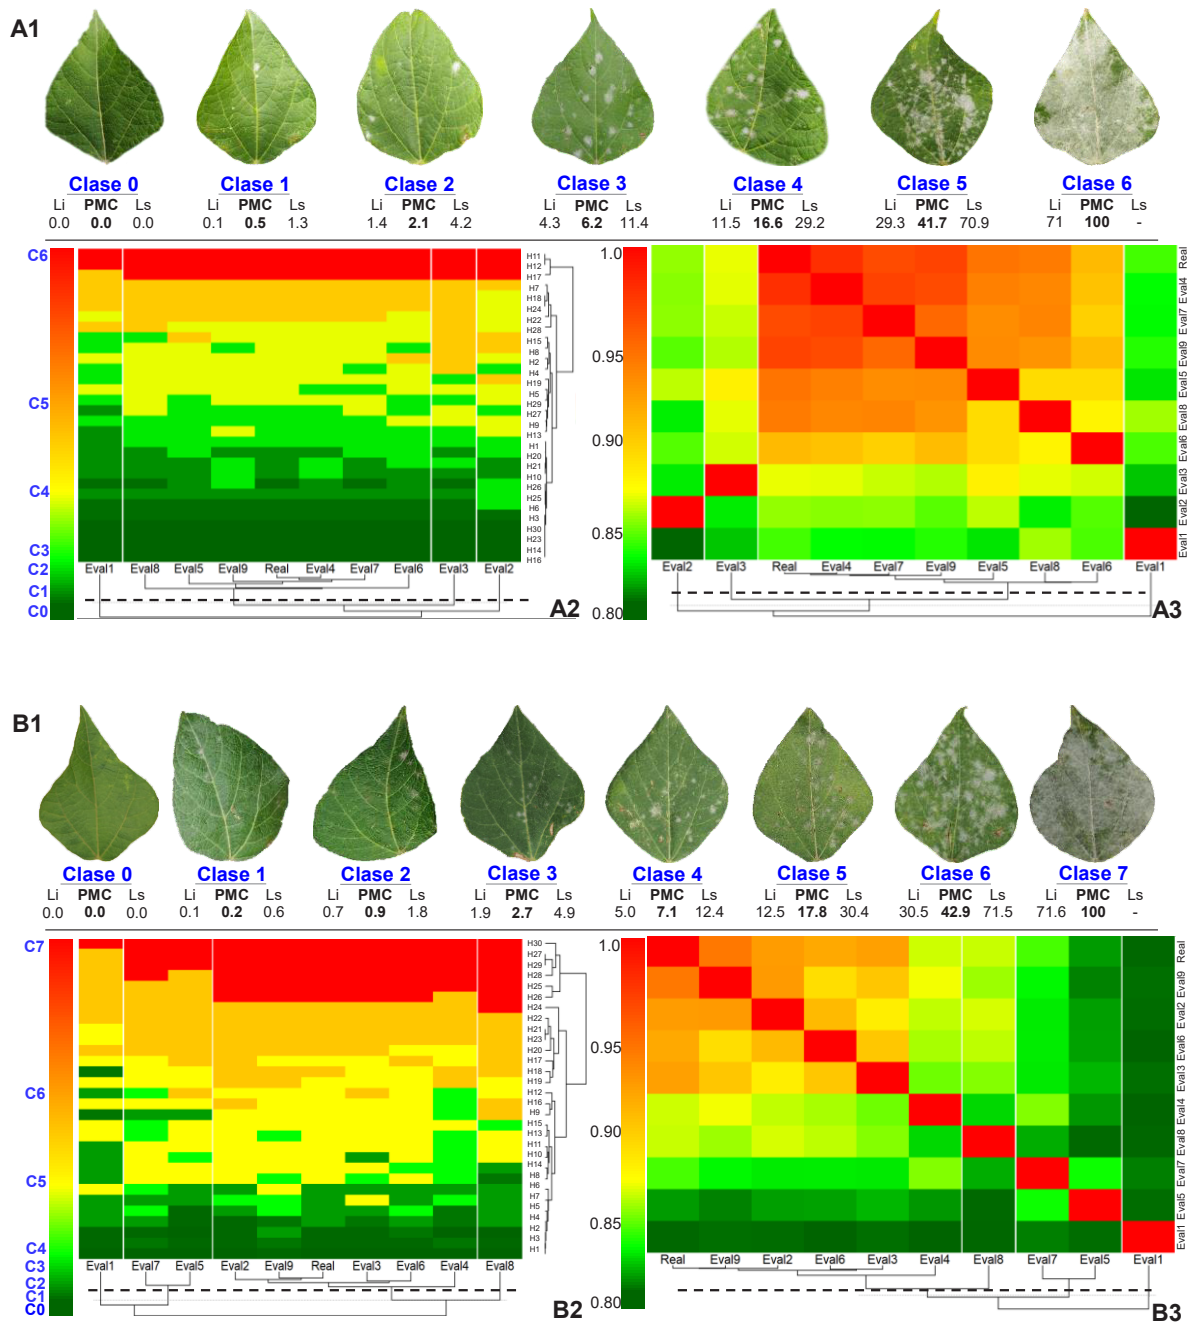 A1
Clase 0 Clase 1 Clase 2 Clase 3 Clase 4 Clase 5 Clase 6
Li PMC Ls Li PMC Ls Li PMC Ls Li PMC Ls Li PMC Ls Li PMC Ls Li PMC Ls
0.0 0.0 0.0 0.1 0.5 1.3 1.4 2.1 4.2 4.3 6.2 11.4 11.5 16.6 29.2 29.3 41.7 70.9 71 100 -
C6
C5
C4
C3
C2
C1
C0
H11
H12
H17
H7
H18
H24
H22
H28
H15
H8
H2
H4
H19
H5
H29
H27
H9
H13
H1
H20
H21
H10
H26
H25
H6
H3
H30
H23
H14
H16
Eval1 Eval8 Eval5 Eval9 Real Eval4 Eval7 Eval6 Eval3 Eval2
A2
1.0
0.95
0.90
0.85
0.80
Real
Eval4
Eval7
Eval9
Eval5
Eval8
Eval6
Eval3
Eval2
Eval1
Eval2 Eval3 Real Eval4 Eval7 Eval9 Eval5 Eval8 Eval6 Eval1
A3
B1
Clase 0 Clase 1 Clase 2 Clase 3 Clase 4 Clase 5 Clase 6 Clase 7
Li PMC Ls Li PMC Ls Li PMC Ls Li PMC Ls Li PMC Ls Li PMC Ls Li PMC Ls Li PMC Ls
0.0 0.0 0.0 0.1 0.2 0.6 0.7 0.9 1.8 1.9 2.7 4.9 5.0 7.1 12.4 12.5 17.8 30.4 30.5 42.9 71.5 71.6 100 -
C7
C6
C5
C4
C3
C2
C1
C0
H30
H27
H29
H28
H25
H26
H24
H22
H21
H23
H20
H17
H18
H19
H12
H16
H9
H15
H13
H11
H10
H14
H8
H6
H7
H5
H4
H2
H3
H1
Eval1 Eval7 Eval5 Eval2 Eval9 Real Eval3 Eval6 Eval4 Eval8
B2
1.0
0.95
0.90
0.85
0.80
Real
Eval9
Eval2
Eval6
Eval3
Eval4
Eval8
Eval7
Eval5
Eval1
Real Eval9 Eval2 Eval6 Eval3 Eval4 Eval8 Eval7 Eval5 Eval1
B3